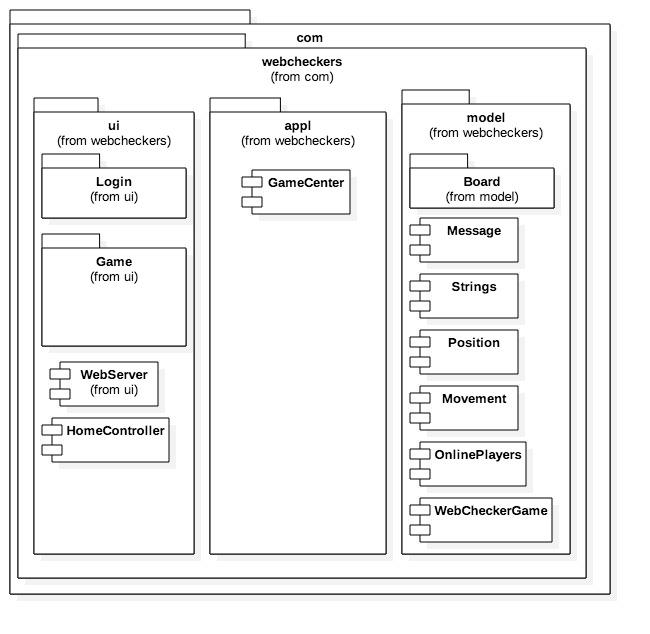 com
webcheckers
(from com)
ui
(from webcheckers)
Login
(from ui)
Game
(from ui)
WebServer
(from ui)
HomeController
appl
(from webcheckers)
GameCenter
model
(from webcheckers)
Board
(from model)
Message
Strings
Position
Movement
OnlinePlayers
WebCheckerGame